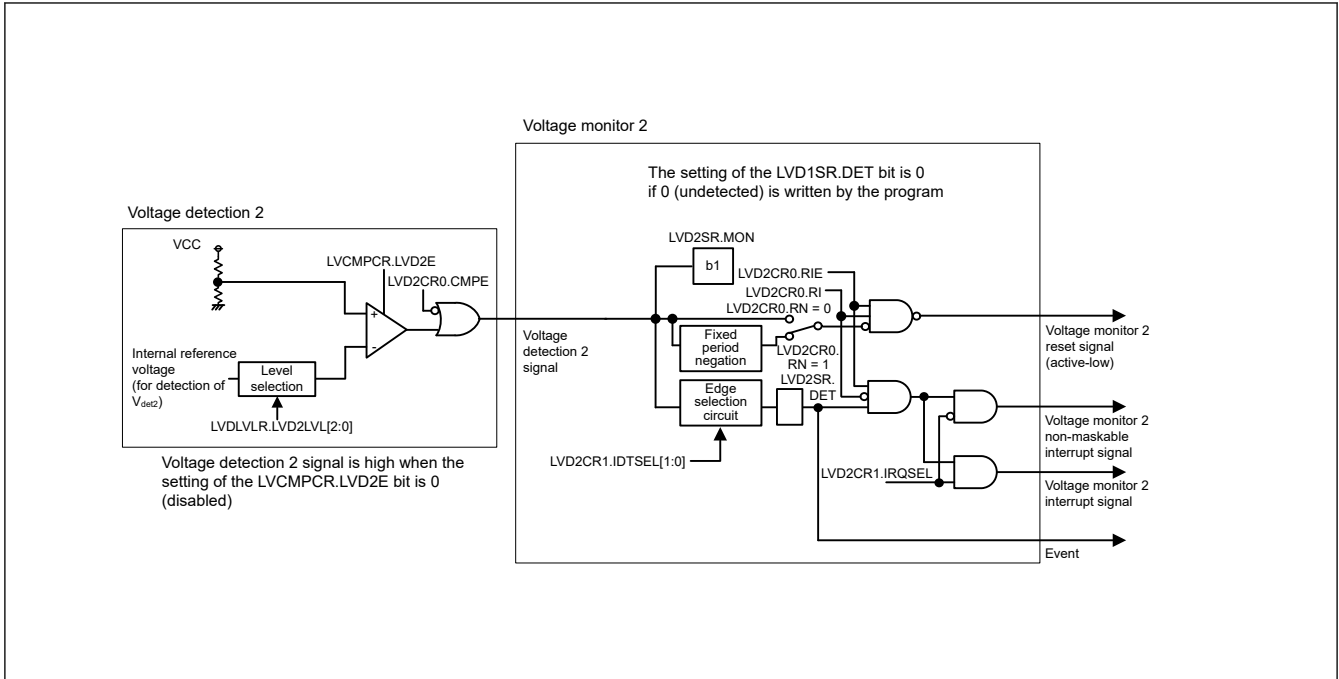 Voltage monitor 2
The setting of the LVD1SR.DET bit is 0
if 0 (undetected) is written by the program
Voltage detection 2
VCC
LVCMPCR.LVD2E
LVD2CR0.CMPE
+
-
Internal reference
voltage
(for detection of
Vdet2)
Level
selection
LVDLVLR.LVD2LVL[2:0]
Voltage detection 2 signal is high when the
setting of the LVCMPCR.LVD2E bit is 0
(disabled)
Voltage
detection 2
signal
LVD2SR.MON
b1
LVD2CR0.RIE
LVD2CR0.RI
LVD2CR0.RN = 0
Fixed
period
negation
LVD2CR0.
RN = 1
LVD2SR.
DET
Edge
selection
circuit
LVD2CR1.IDTSEL[1:0]
LVD2CR1.IRQSEL
Voltage monitor 2
reset signal
(active-low)
Voltage monitor 2
non-maskable
interrupt signal
Voltage monitor 2
interrupt signal
Event